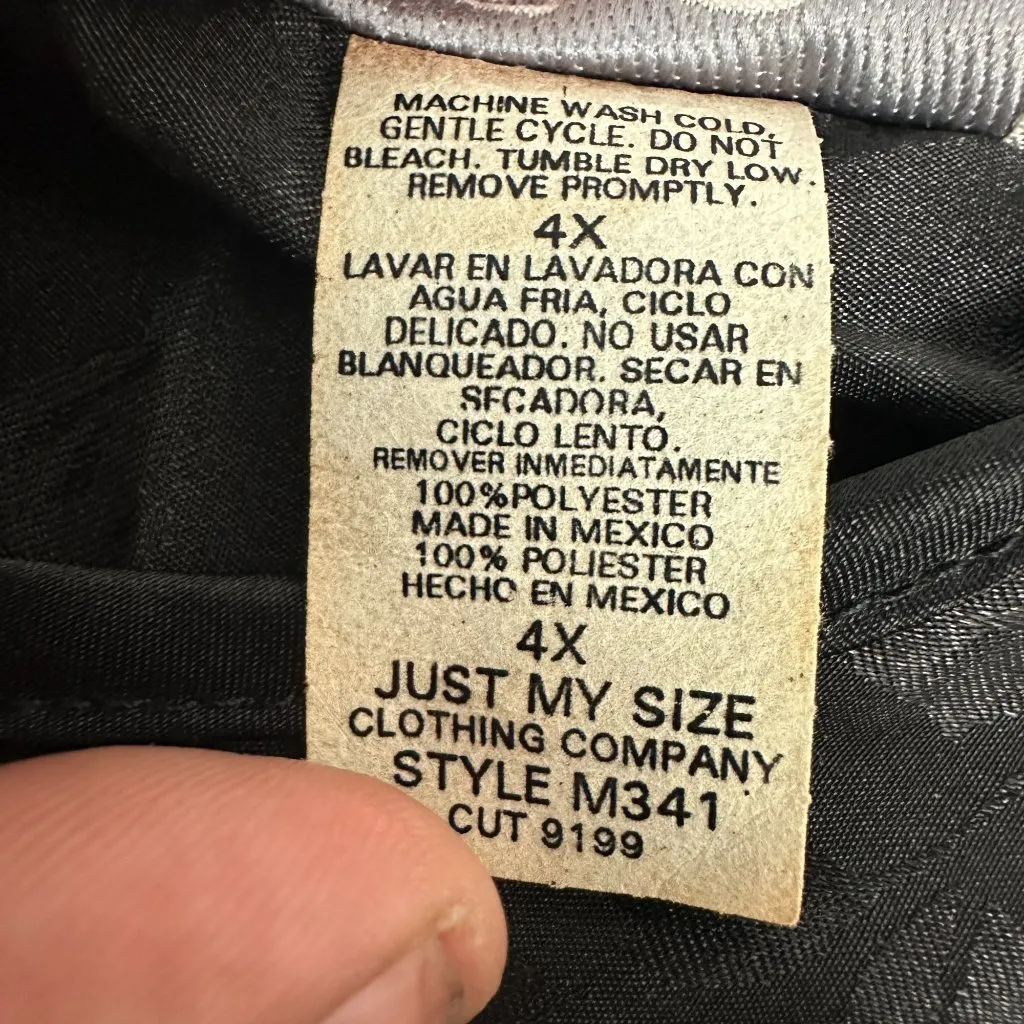 MACHINE WASH COLD,
GENTLE CYCLE. DO NOT
BLEACH. TUMBLE DRY LOW.
REMOVE PROMPTLY.
4X
LAVAR EN LAVADORA CON
AGUA FRIA, CICLO
DELICADO. NO USAR
BLANQUEADOR. SECAR EN
SECADORA,
CICLO LENTO.
REMOVER INMEDIATAMENTE
100%POLYESTER
MADE IN MEXICO
100% POLIESTER
HECHO EN MEXICO
4X
JUST MY SIZE
CLOTHING COMPANY
STYLE M341
CUT 9199